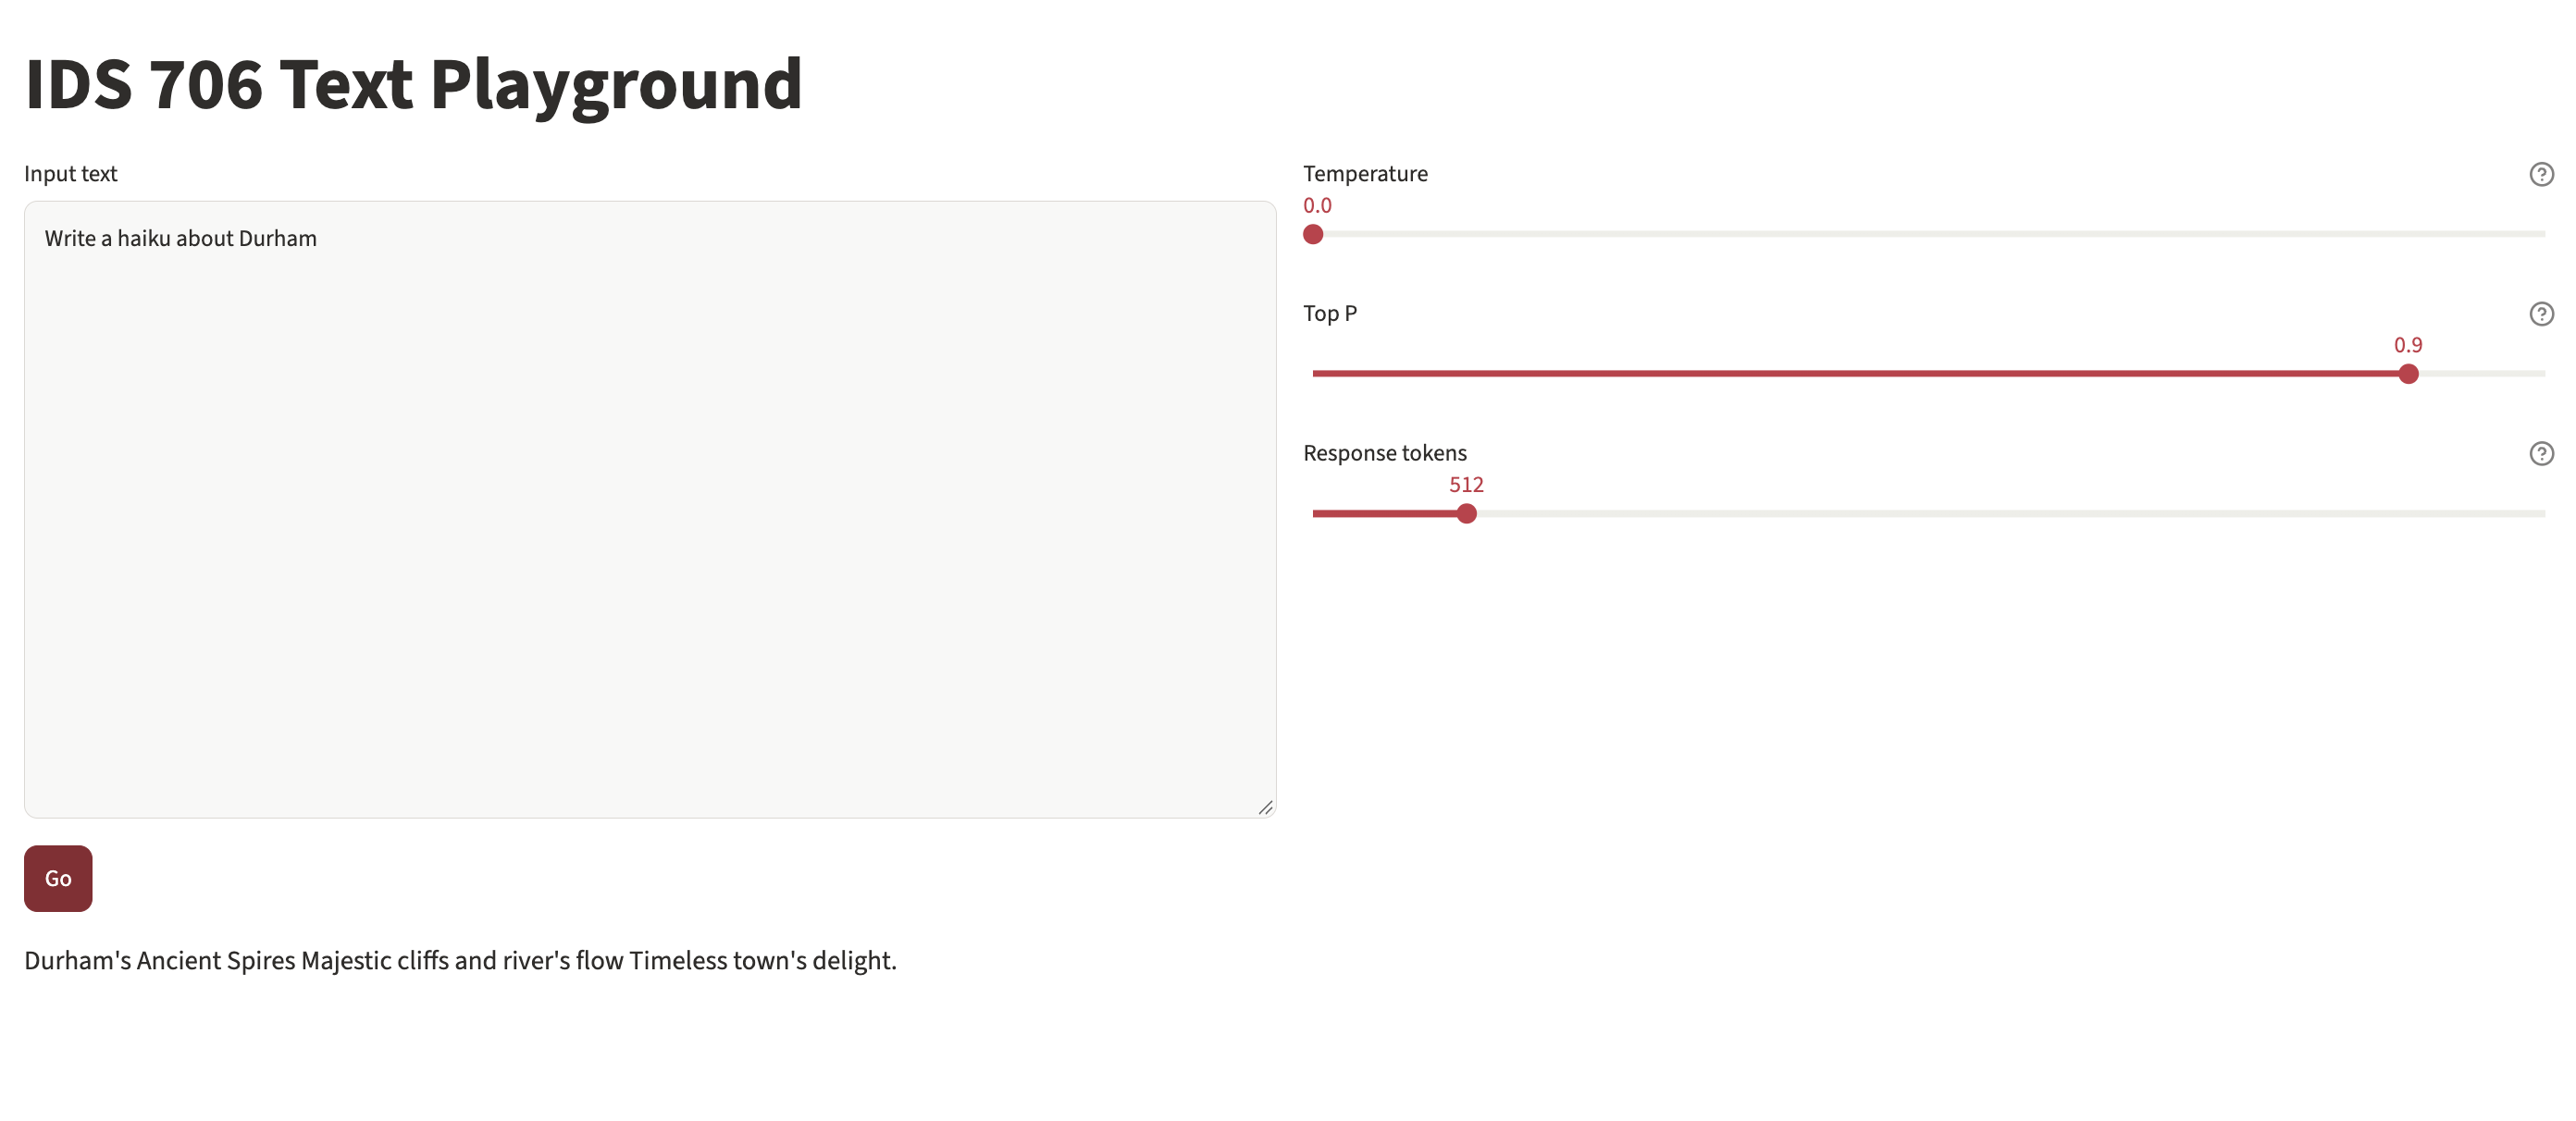 IDS 706 Text Playground
Input text
Write a haiku about Durham
Temperature
0.0
Top P
0.9
Response tokens
512
Go
Durham's Ancient Spires Majestic cliffs and river's flow Timeless town's delight.